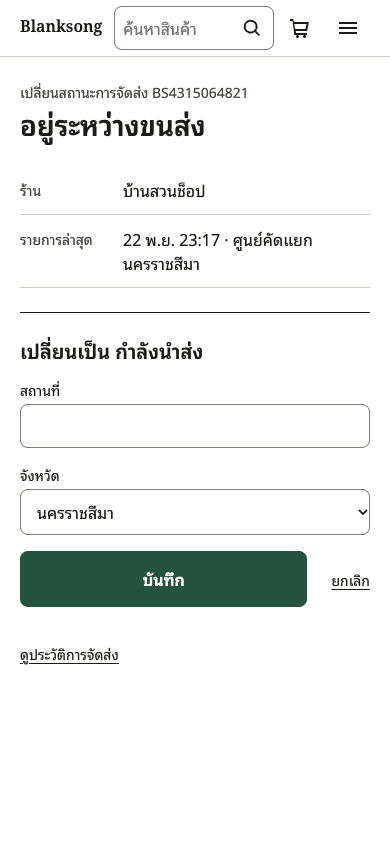 Blanksong
ค้นหาสินค้า
เปลี่ยนสถานะการจัดส่ง BS4315064821
อยู่ระหว่างขนส่ง
ร้าน
บ้านสวนช็อป
รายการล่าสุด
22 พ.ย. 23:17 · ศูนย์คัดแยก
นครราชสีมา
เปลี่ยนเป็น กำลังนำส่ง
สถานที่
จังหวัด
นครราชสีมา
บันทึก
ยกเลิก
ดูประวัติการจัดส่ง